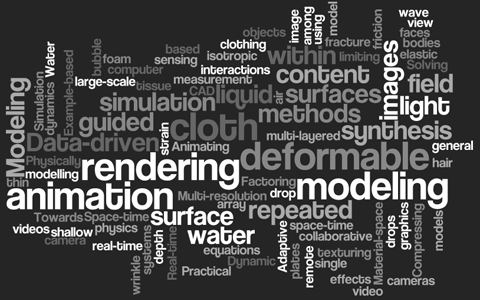 objects
image
among
using
model
wave
view
bubble
foam
based
sensing
clothing
isotropic
fracture
friction
faces
bodies
elastic
computer
interactions
within
limiting
Solving
Water
Simulation
dynamics
Example-based
large-scale
tissue
measurement
content
images
field
Modeling
CAD
liquid
air
surfaces
simulation
light
guided
cloth
methods
synthesis
strain
multi-layered
Data-driven
Animating
general
Physically
rendering
deformable
hair
thin
modelling
Factoring
animation
Multi-resolution
drop
modeling
array
Towards
Space-time
surface
repeated
videos
shallow
physics
water
space-time
collaborative
camera
real-time
depth
systems
Real-time
equations
Adaptive
plates
remote
texturing
single
Material-space
drops
graphics
Compressing
models
wrinkle
Practical
Dynamic
effects
cameras
video